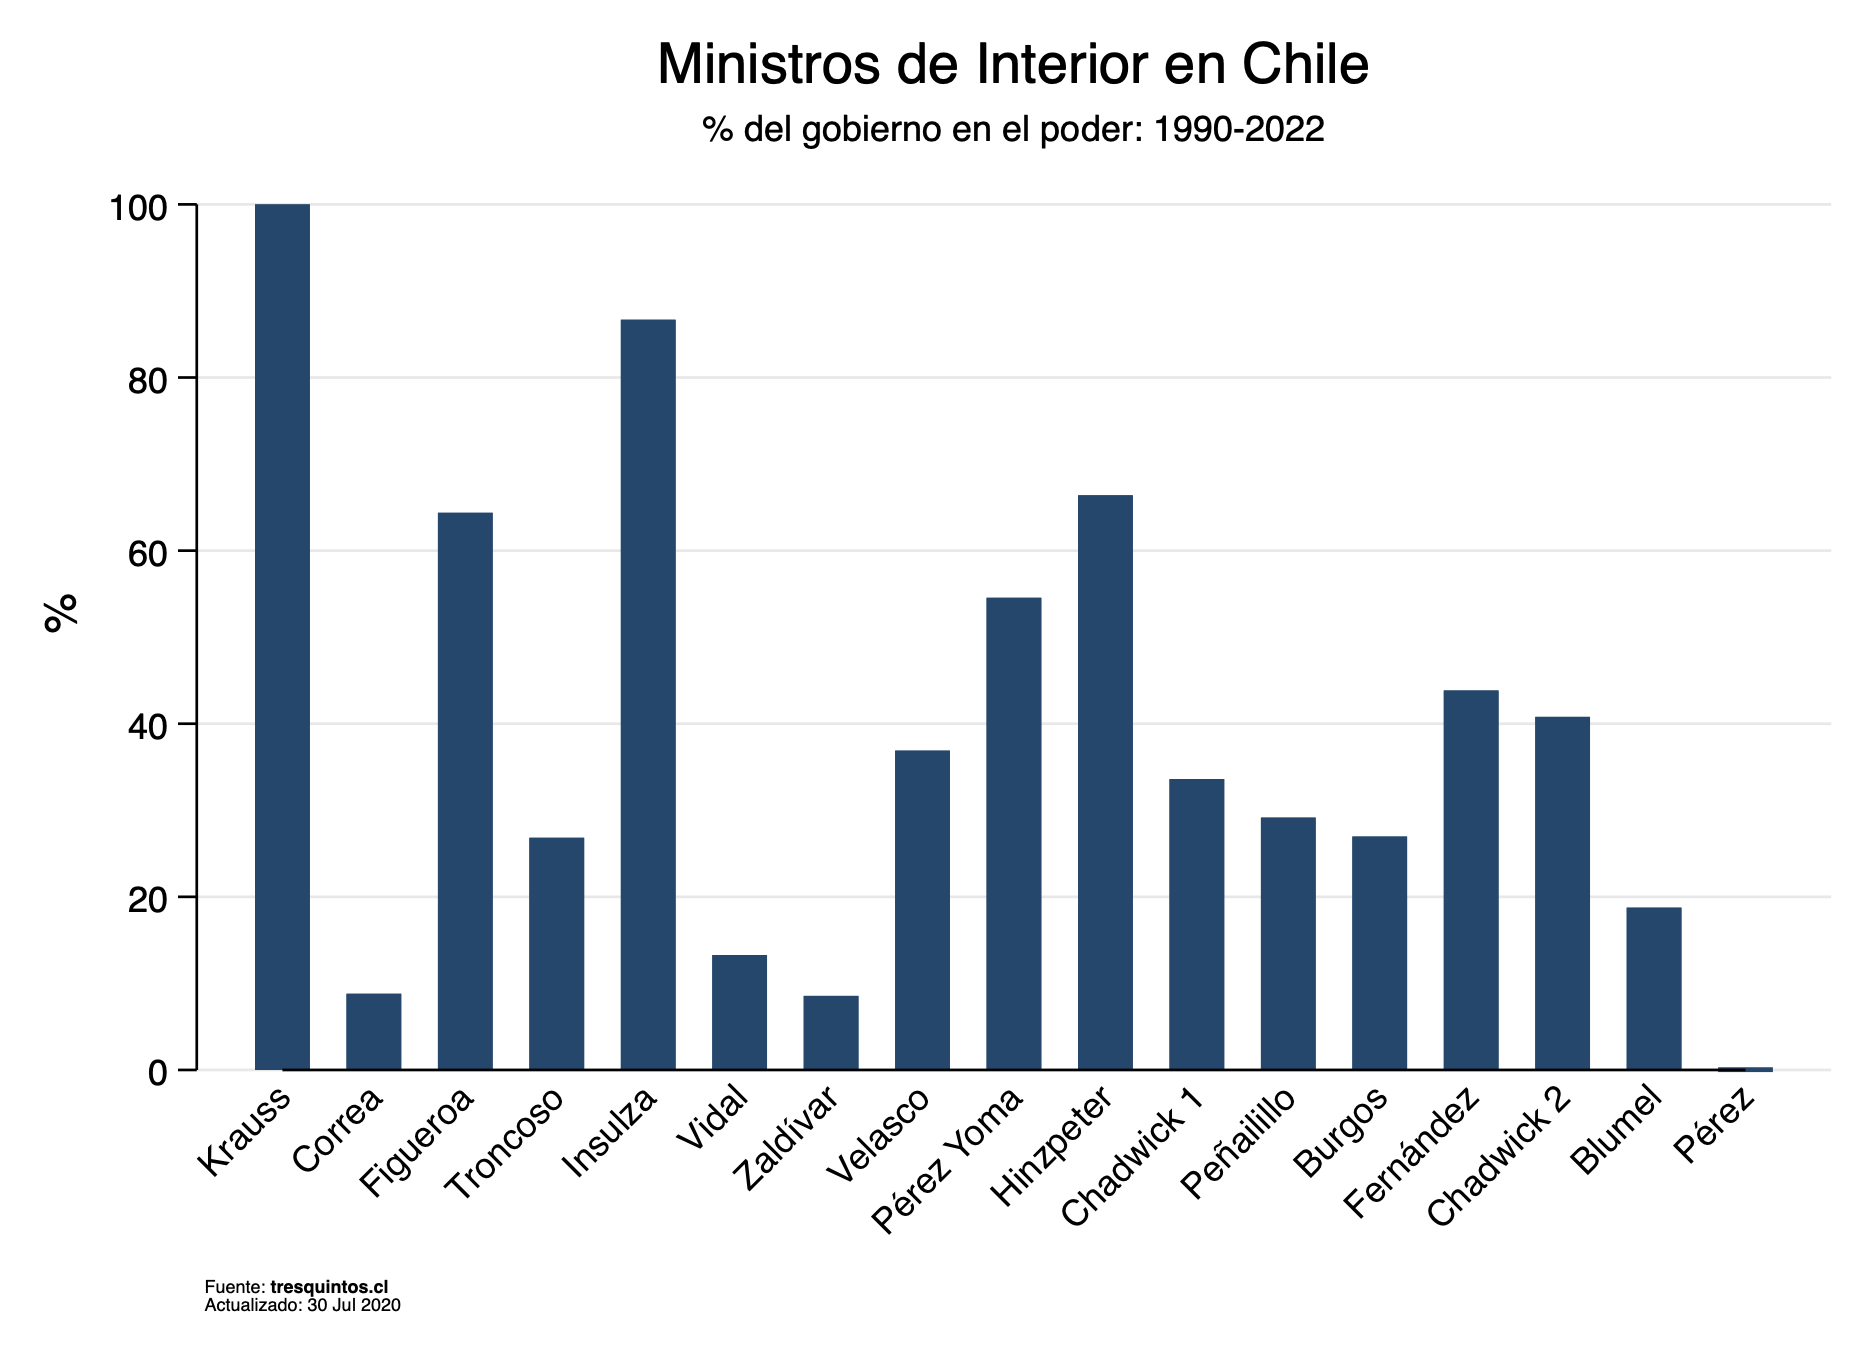 Ministros de Interior en Chile
% del gobierno en el poder: 1990-2022
%
100
80
60
40
20
0
Krauss
Correa
Figueroa
Troncoso
Insulza
Vidal
Zaldívar
Velasco
Pérez Yoma
Hinzpeter
Chadwick 1
Peñailillo
Burgos
Fernández
Chadwick 2
Blumel
Pérez
Fuente: tresquintos.cl
Actualizado: 30 Jul 2020